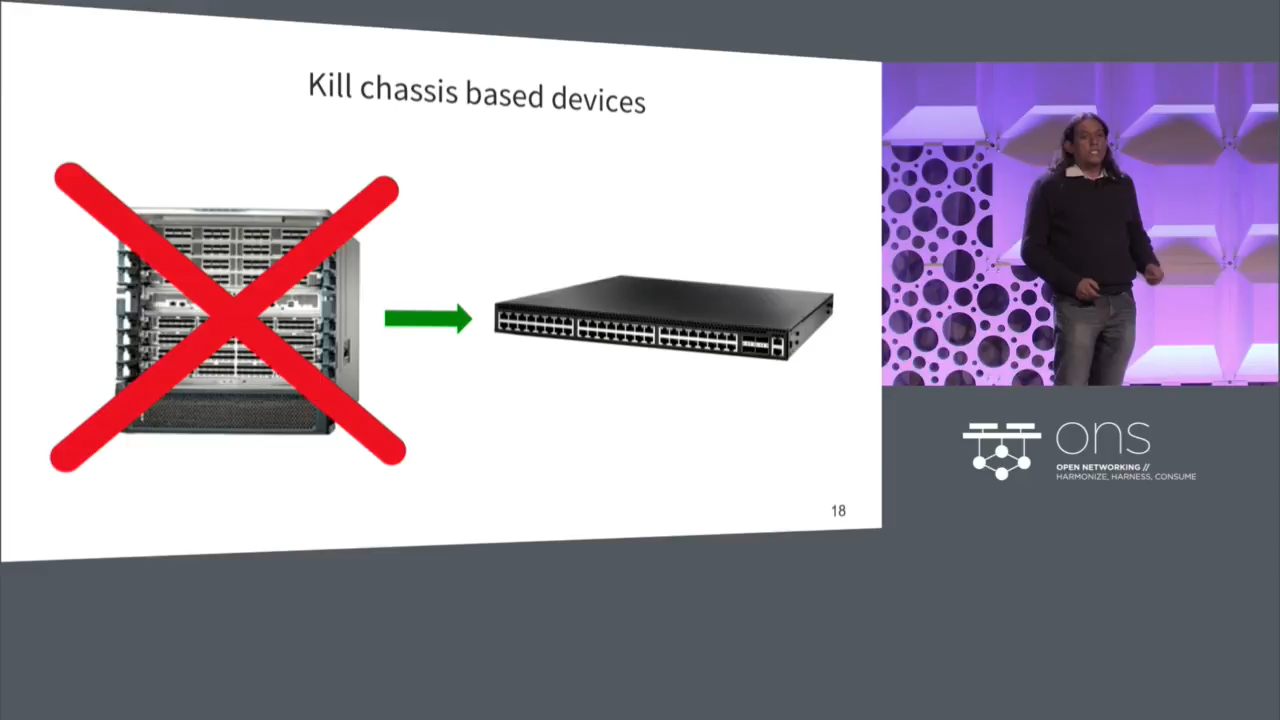 Kill chassis based devices
18
ons
OPEN NETWORKING //
HARMONIZE, HARNESS, CONSUME